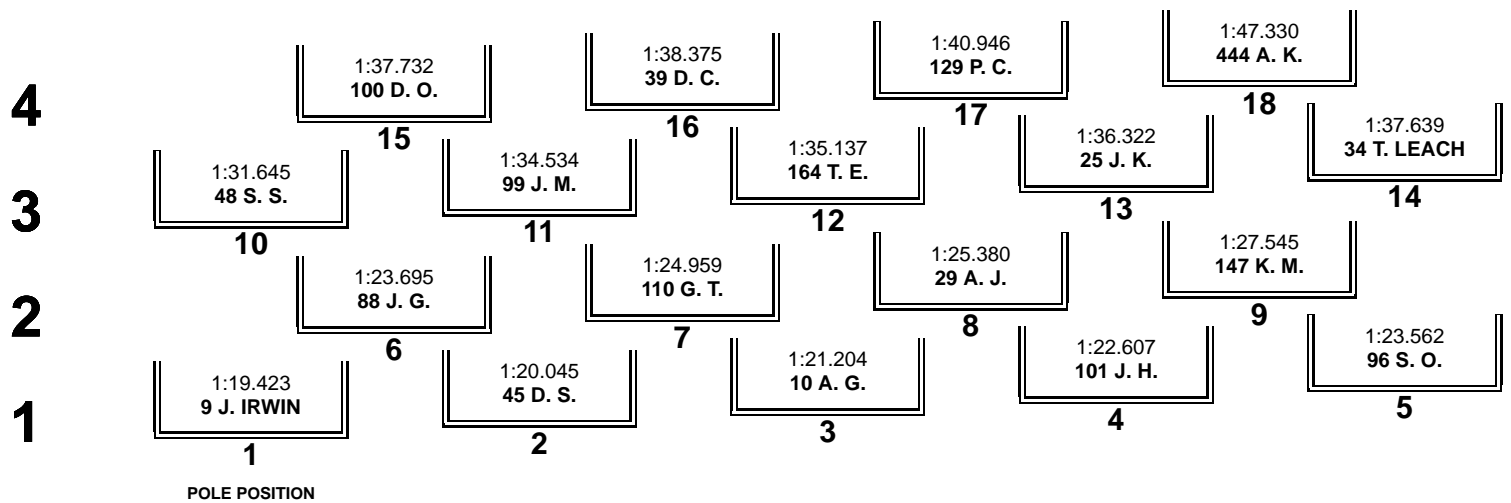 4
1:37.732
100 D. O.
15
1:38.375
39 D. C.
16
1:40.946
129 P. C.
17
1:47.330
444 A. K.
18
3
1:31.645
48 S. S.
10
1:34.534
99 J. M.
11
1:35.137
164 T. E.
12
1:36.322
25 J. K.
13
1:37.639
34 T. LEACH
14
2
1:23.695
88 J. G.
6
1:24.959
110 G. T.
7
1:25.380
29 A. J.
8
1:27.545
147 K. M.
9
1
1:19.423
9 J. IRWIN
1
POLE POSITION
1:20.045
45 D. S.
2
1:21.204
10 A. G.
3
1:22.607
101 J. H.
4
1:23.562
96 S. O.
5